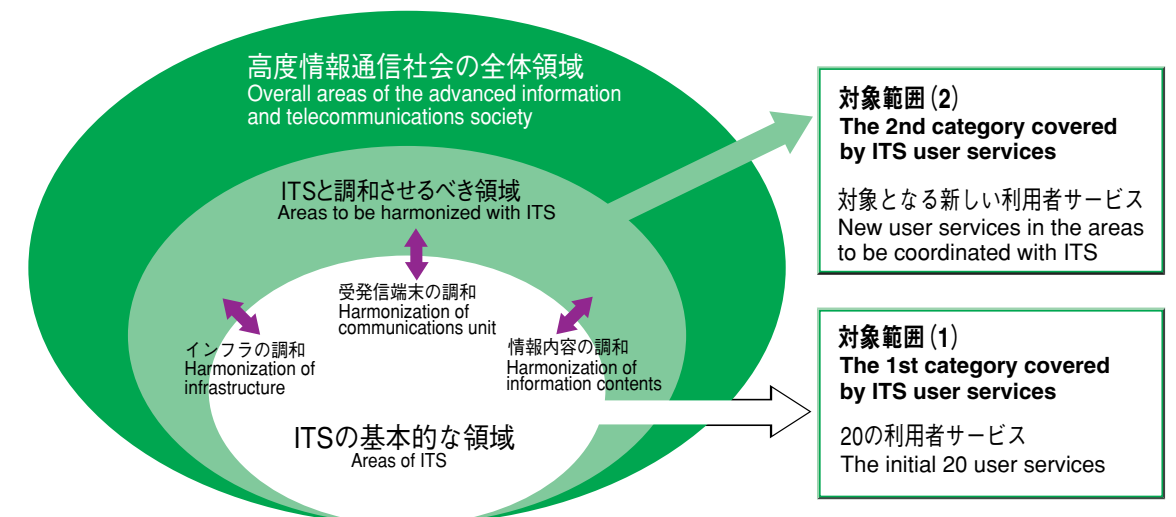 高度情報通信社会の全体領域
Overall areas of the advanced information
and telecommunications society
ITSと調和させるべき領域
Areas to be harmonized with ITS
受発信端末の調和
Harmonization of
communications unit
インフラの調和
Harmonization of
infrastructure
情報内容の調和
Harmonization of
information contents
ITSの基本的な領域
Areas of ITS
対象範囲(2)
The 2nd category covered
by ITS user services
対象となる新しい利用者サービス
New user services in the areas
to be coordinated with ITS
対象範囲(1)
The 1st category covered
by ITS user services
20の利用者サービス
The initial 20 user services